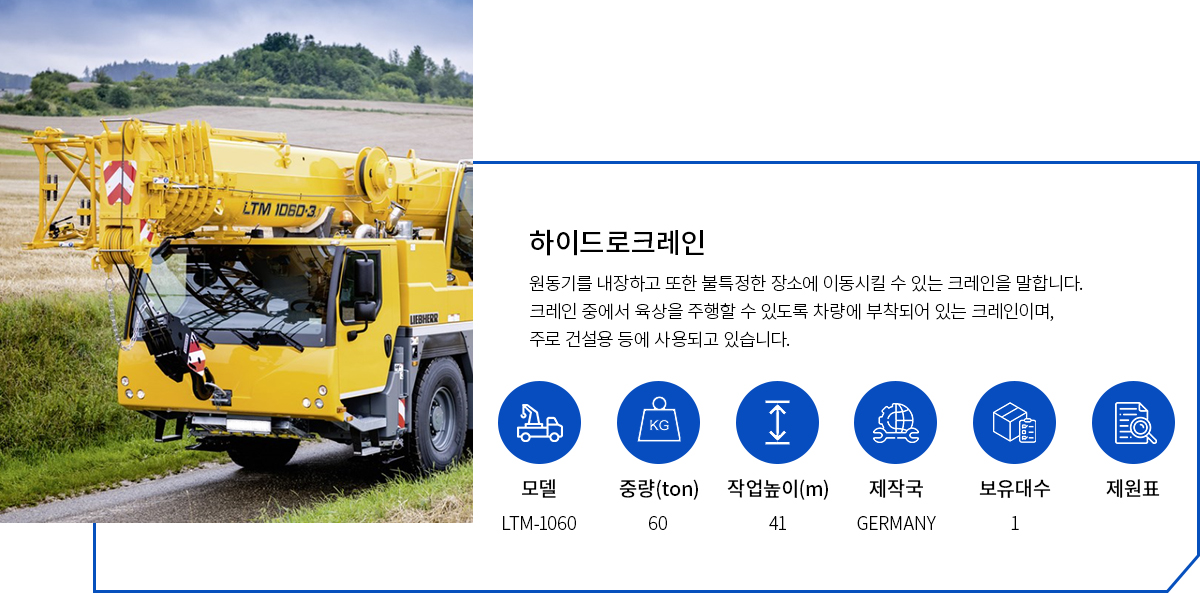 LTM 1060-3.1
LIEBHERR
하이드로크레인
원동기를 내장하고 또한 불특정한 장소에 이동시킬 수 있는 크레인을 말합니다.
크레인 중에서 육상을 주행할 수 있도록 차량에 부착되어 있는 크레인이며,
주로 건설용 등에 사용되고 있습니다.
KG
모델
중량(ton)
작업높이(m)
제작국
보유대수
제원표
LTM-1060
60
41
GERMANY
1